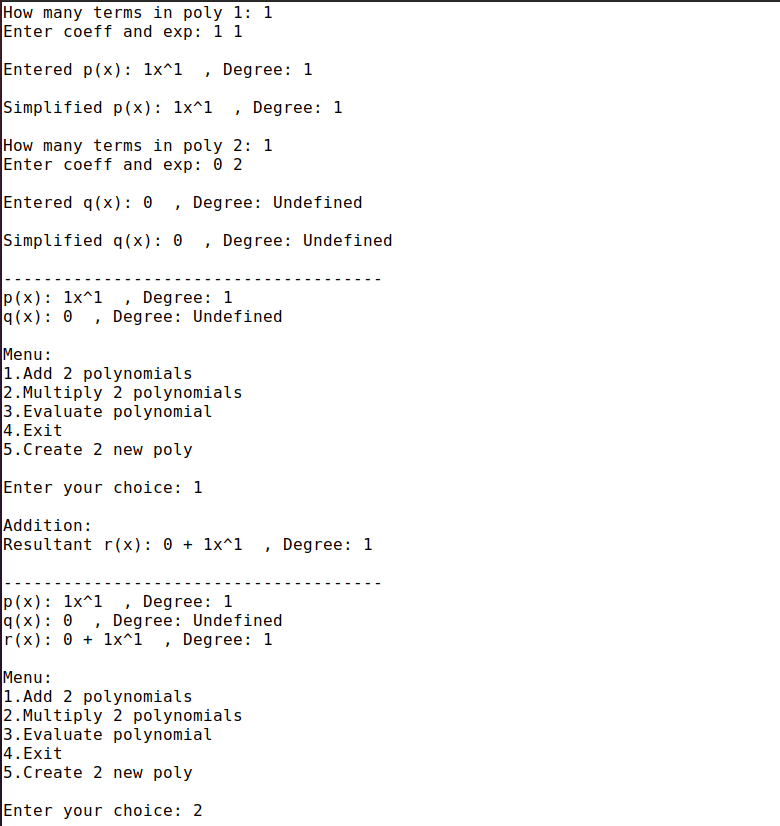 How many terms in poly 1: 1
Enter coeff and exp: 1 1
Entered p(x): 1x^1  , Degree: 1
Simplified p(x): 1x^1  , Degree: 1
How many terms in poly 2: 1
Enter coeff and exp: 0 2
Entered q(x): 0  , Degree: Undefined
Simplified q(x): 0  , Degree: Undefined
--------------------------------------
p(x): 1x^1  , Degree: 1
q(x): 0  , Degree: Undefined
Menu:
1.Add 2 polynomials
2.Multiply 2 polynomials
3.Evaluate polynomial
4.Exit
5.Create 2 new poly
Enter your choice: 1
Addition:
Resultant r(x): 0 + 1x^1  , Degree: 1
--------------------------------------
p(x): 1x^1  , Degree: 1
q(x): 0  , Degree: Undefined
r(x): 0 + 1x^1  , Degree: 1
Menu:
1.Add 2 polynomials
2.Multiply 2 polynomials
3.Evaluate polynomial
4.Exit
5.Create 2 new poly
Enter your choice: 2